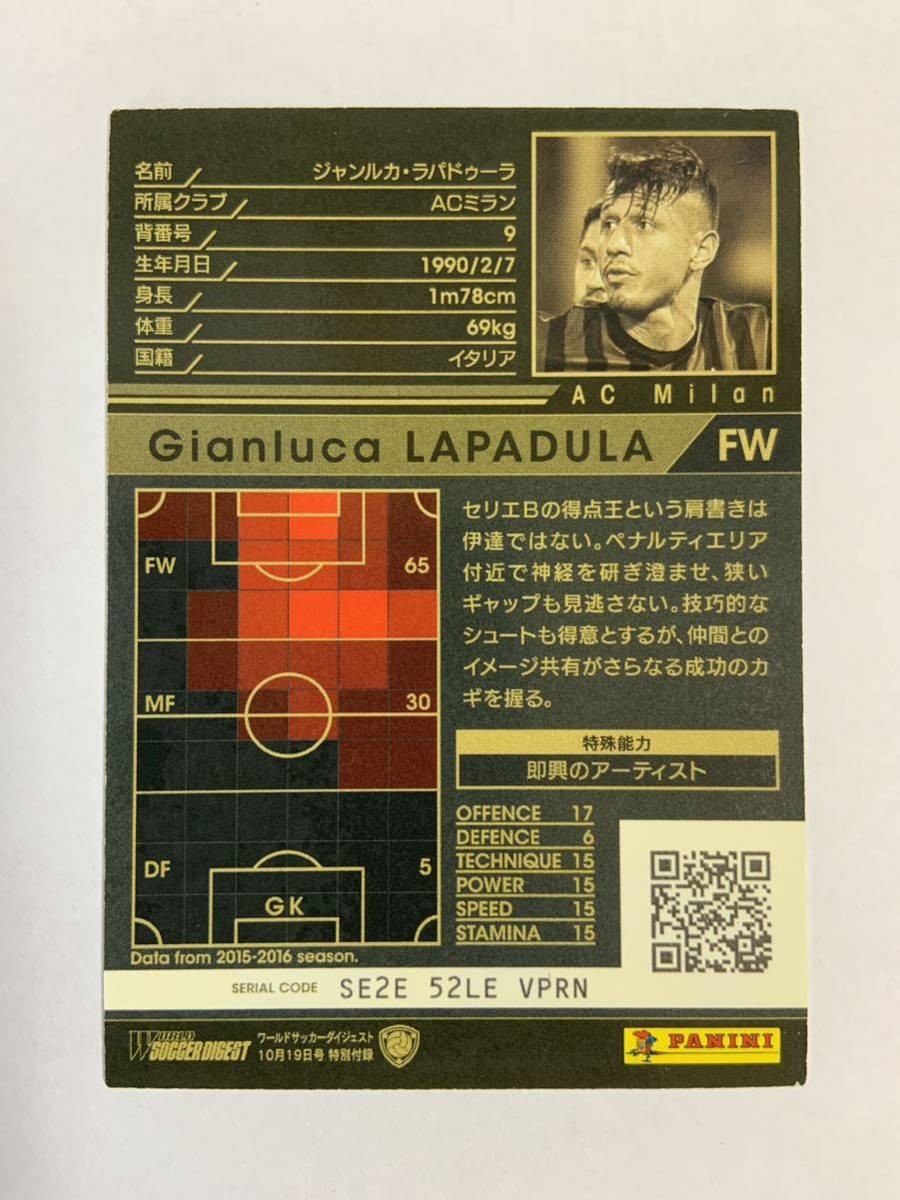 名前 ジャンルカ・ラパドゥーラ
所属クラブ ACミラン
背番号 9
生年月日 1990/2/7
身長 1m78cm
体重 69kg
国籍 イタリア
AC Milan
Gianluca LAPADULA FW
FW 65
MF 30
DF 5
GK
Data from 2015-2016 season.
セリエBの得点王という肩書きは
伊達ではない。ペナルティエリア
付近で神経を研ぎ澄ませ、狭い
ギャップも見逃さない。技巧的な
シュートも得意とするが、仲間との
イメージ共有がさらなる成功のカ
ギを握る。
特殊能力
即興のアーティスト
OFFENCE 17
DEFENCE 6
TECHNIQUE 15
POWER 15
SPEED 15
STAMINA 15
SERIAL CODE SE2E 52LE VPRN
WORLD
SOCCER DIGEST
ワールドサッカーダイジェスト
10月19日号 特別付録
PANINI